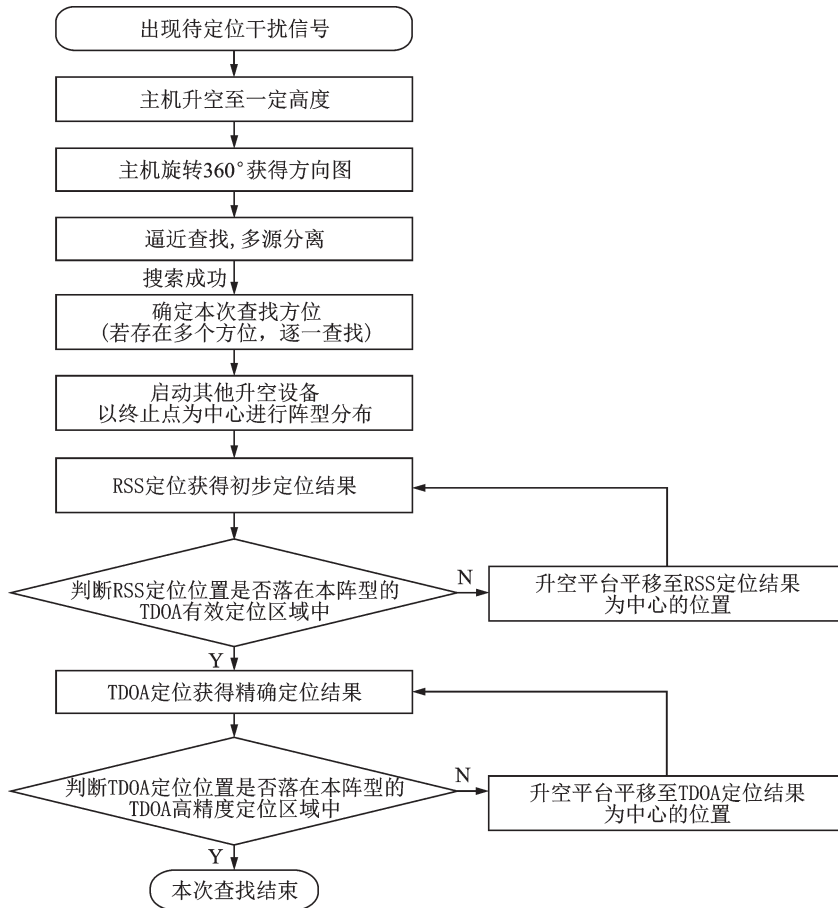 出现待定位干扰信号
主机升空至一定高度
主机旋转360°获得方向图
逼近查找,多源分离
搜索成功
确定本次查找方位
(若存在多个方位，逐一查找)
启动其他升空设备
以终止点为中心进行阵型分布
RSS定位获得初步定位结果
判断RSS定位位置是否落在本阵型的
TDOA有效定位区域中
N
升空平台平移至RSS定位结果
为中心的位置
Y
TDOA定位获得精确定位结果
判断TDOA定位位置是否落在本阵型的
TDOA高精度定位区域中
N
升空平台平移至TDOA定位结果
为中心的位置
Y
本次查找结束